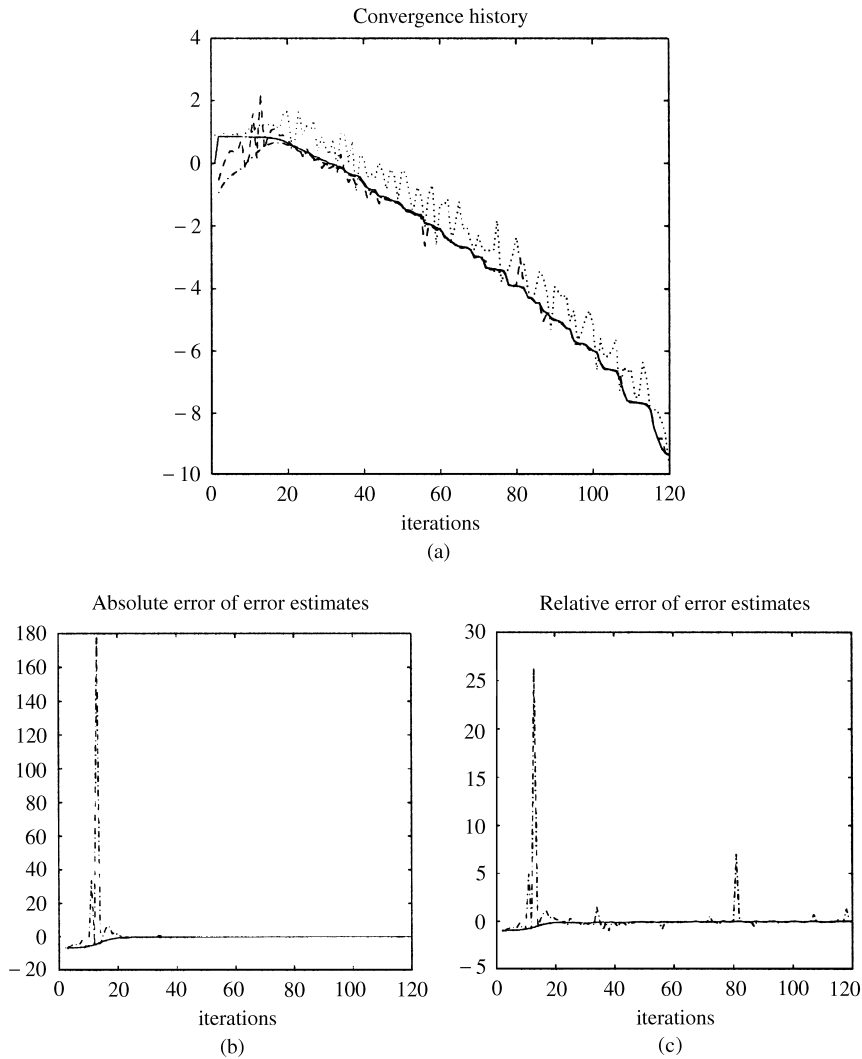 Convergence history
4
2
0
− 2
− 4
− 6
− 8
− 10
0 20 40 60 80 100 120
iterations
(a)
Absolute error of error estimates
180
160
140
120
100
80
60
40
20
0
− 20
0 20 40 60 80 100 120
iterations
(b)
Relative error of error estimates
30
25
20
15
10
5
0
− 5
0 20 40 60 80 100 120
iterations
(c)